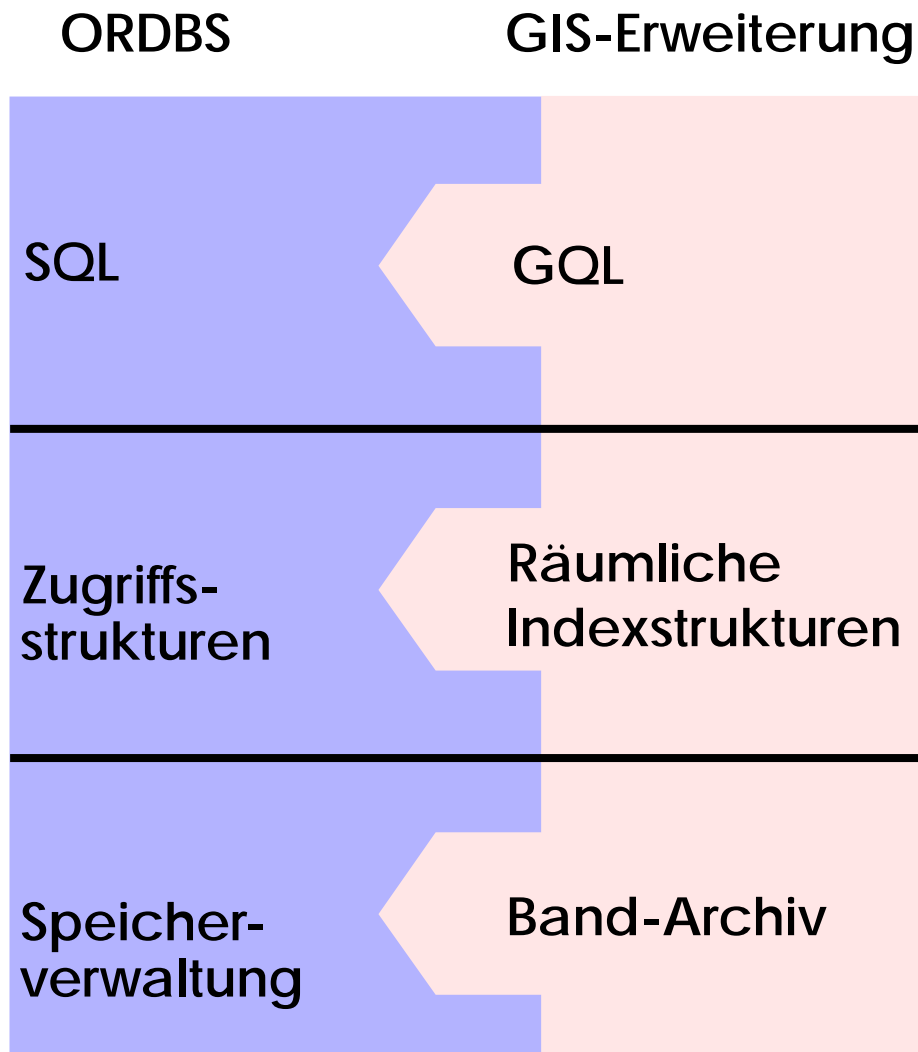 ORDBS
GIS-Erweiterung
SQL
GQL
Zugriffs-
strukturen
Räumliche
Indexstrukturen
Speicher-
verwaltung
Band-Archiv